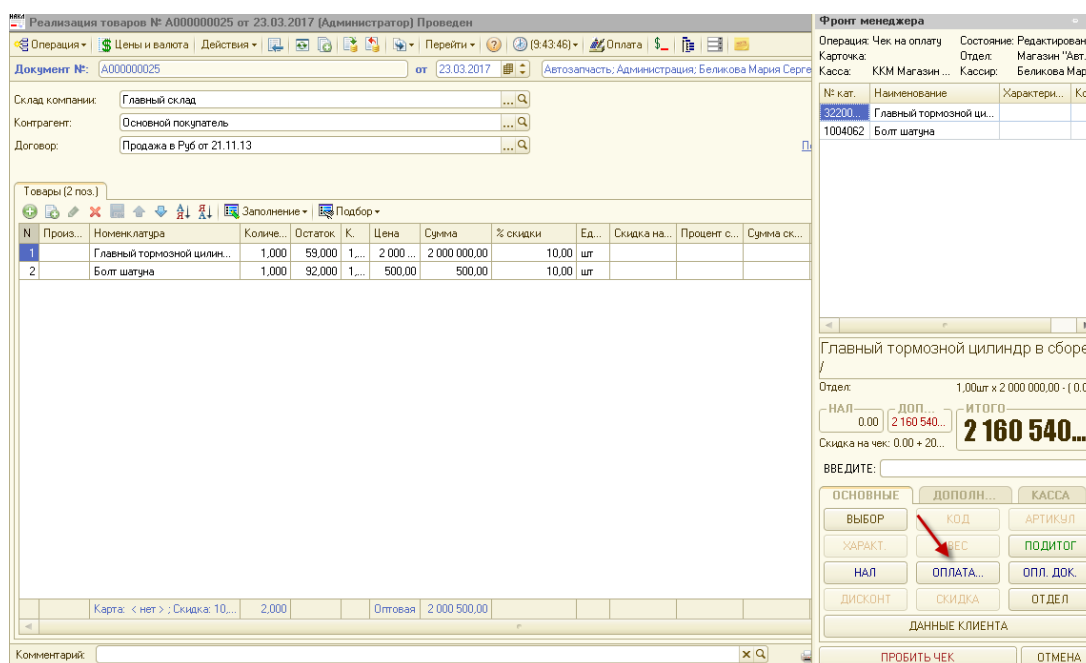 Реализация товаров № А000000025 от 23.03.2017 (Администратор) Проведен
Операция Цены и валюта Действия Перейти (9:43:46) Оплата
Документ №: А000000025 от 23.03.2017 Автозапчасть; Администрация; Беликова Мария Серге
Склад компании: Главный склад ...
Контрагент: Основной покупатель ...
Договор: Продажа в Руб от 21.11.13 ...
Товары (2 поз.)
Заполнение Подбор
N Произ... Номенклатура Количе... Остаток К. Цена Сумма % скидки Ед... Скидка на... Процент с... Сумма ск...
1 Главный тормозной цилин... 1,000 59,000 1,... 2 000 ... 2 000 000,00 10,00 шт
2 Болт шатуна 1,000 92,000 1,... 500,00 500,00 10,00 шт
Карта: < нет > ; Скидка: 10,... 2,000 Оптовая 2 000 500,00
Комментарий:
Фронт менеджера
Операция: Чек на оплату Состояние: Редактирован
Карточка: Отдел: Магазин "Авт.
Касса: ККМ Магазин ... Кассир: Беликова Мар
№ кат. Наименование Характери... Ко
32200... Главный тормозной ци...
1004062 Болт шатуна
Главный тормозной цилиндр в сборе
/
Отдел: 1,00шт x 2 000 000,00 - ( 0.0
НАЛ ДОП... ИТОГО
0.00 2 160 540... 2 160 540...
Скидка на чек: 0.00 + 20...
ВВЕДИТЕ:
ОСНОВНЫЕ ДОПОЛН... КАССА
ВЫБОР КОД АРТИКУЛ
ХАРАКТ. ВЕС ПОДИТОГ
НАЛ ОПЛАТА... ОПЛ. ДОК.
ДИСКОНТ СКИДКА ОТДЕЛ
ДАННЫЕ КЛИЕНТА
ПРОБИТЬ ЧЕК ОТМЕНА